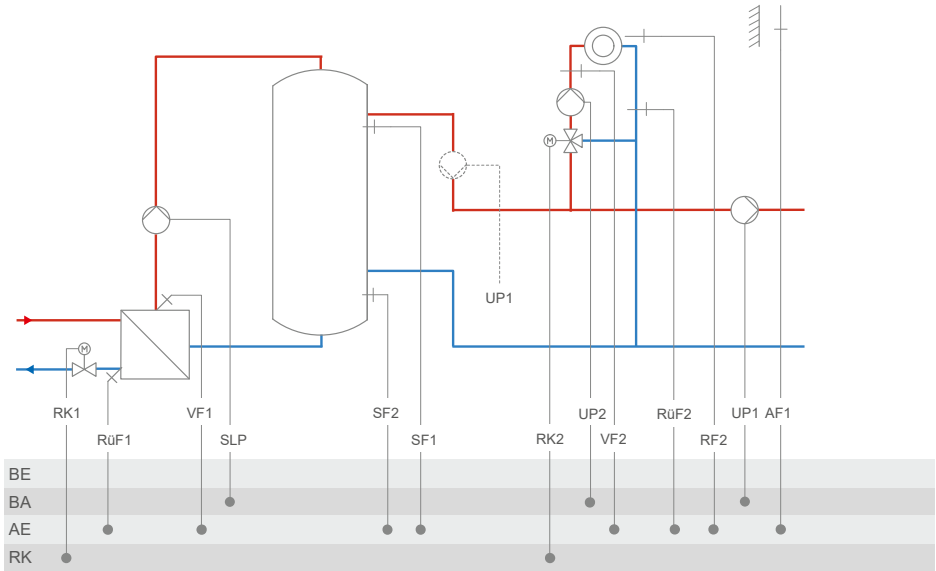 M
UP1
M
RK1
VF1
SF2
UP2
RüF2
UP1
AF1
RüF1
SLP
SF1
RK2
VF2
RF2
BE
BA
AE
RK